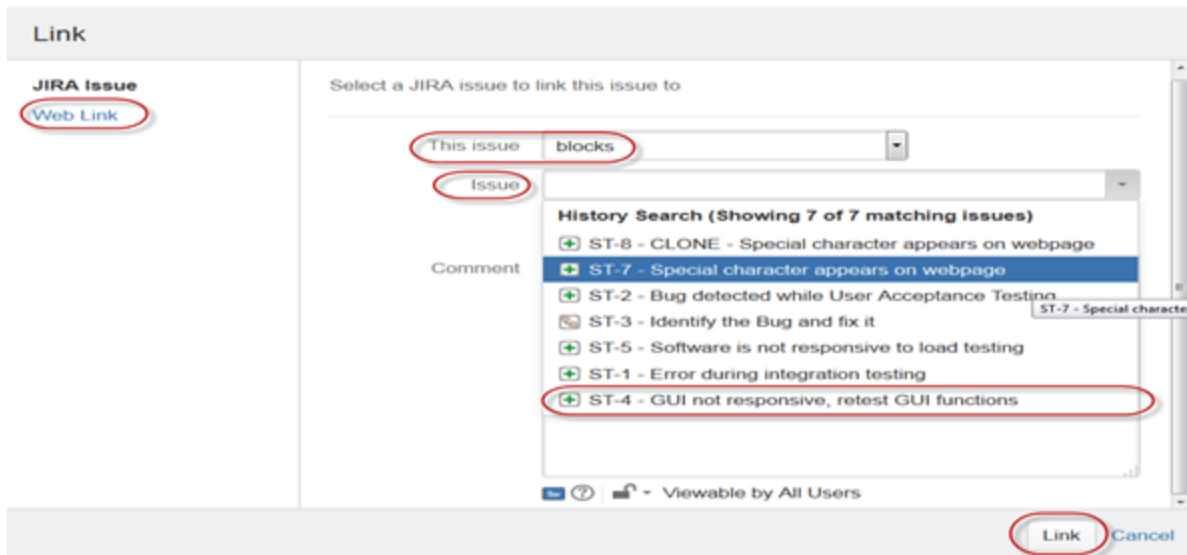 Link
JIRA Issue
Web Link
Select a JIRA issue to link this issue to
This issue blocks
Issue
History Search (Showing 7 of 7 matching issues)
ST-8 - CLONE - Special character appears on webpage
Comment
ST-7 - Special character appears on webpage
ST-2 - Bug detected while User Acceptance Testing
ST-7 - Special characte
ST-3 - Identify the Bug and fix it
ST-5 - Software is not responsive to load testing
ST-1 - Error during integration testing
ST-4 - GUI not responsive, retest GUI functions
Viewable by All Users
Link Cancel